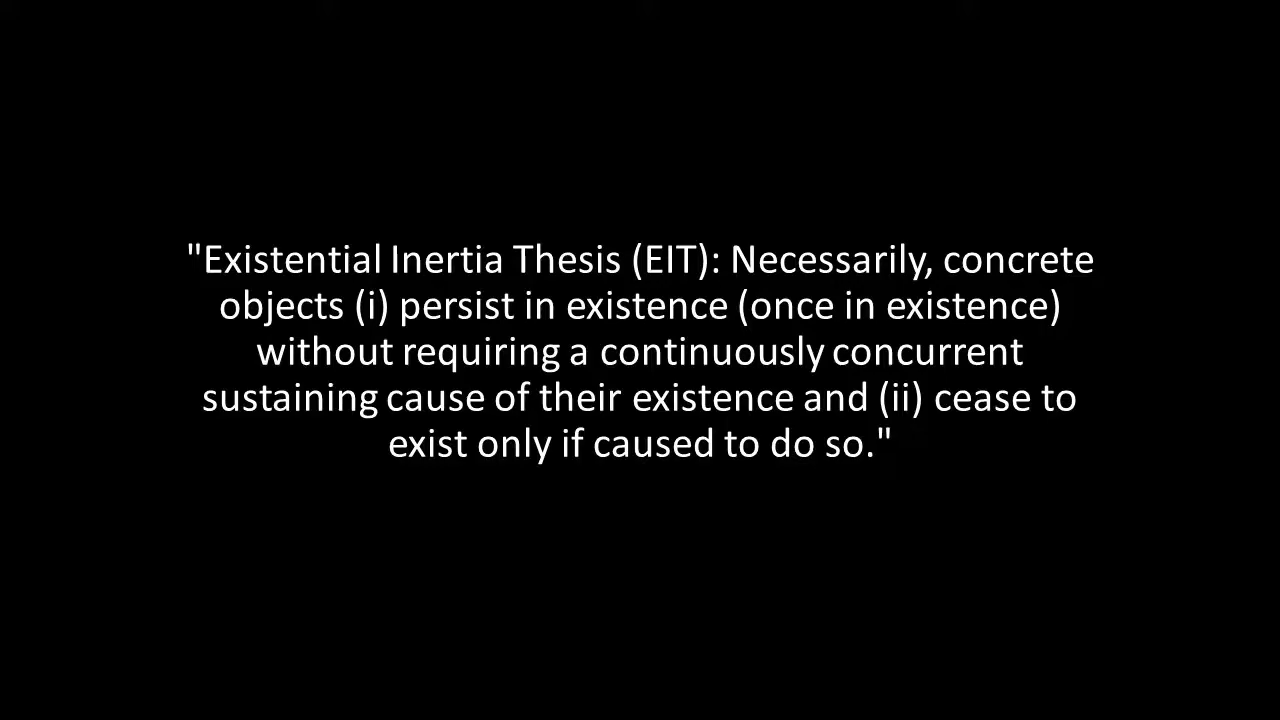 "Existential Inertia Thesis (EIT): Necessarily, concrete
objects (i) persist in existence (once in existence)
without requiring a continuously concurrent
sustaining cause of their existence and (ii) cease to
exist only if caused to do so."